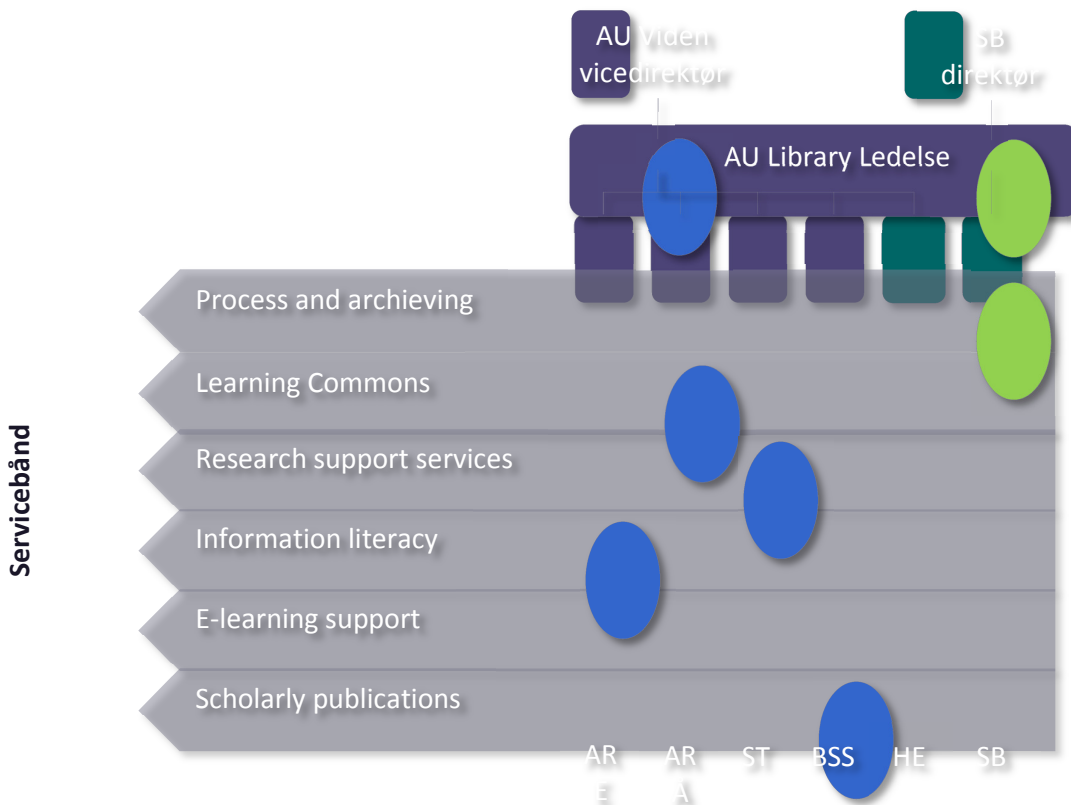 AU Viden
vicedirektør
SB
direktør
AU Library Ledelse
Process and archieving
Learning Commons
Research support services
Information literacy
E-learning support
Scholarly publications
Servicebånd
AR
E
AR
A
ST
BSS
HE
SB